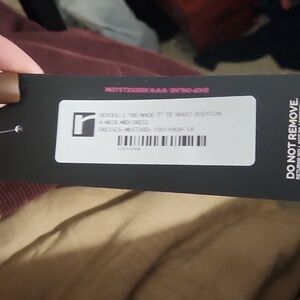 SHOP ONLINE WWW.REBDOLLS.COM
r
REBDOLLS "WE MADE IT" TIE WAIST BODYCON
V-NECK MIDI DRESS
DRESSES-MUSTARD-10014909-1X
DO NOT REMOVE.